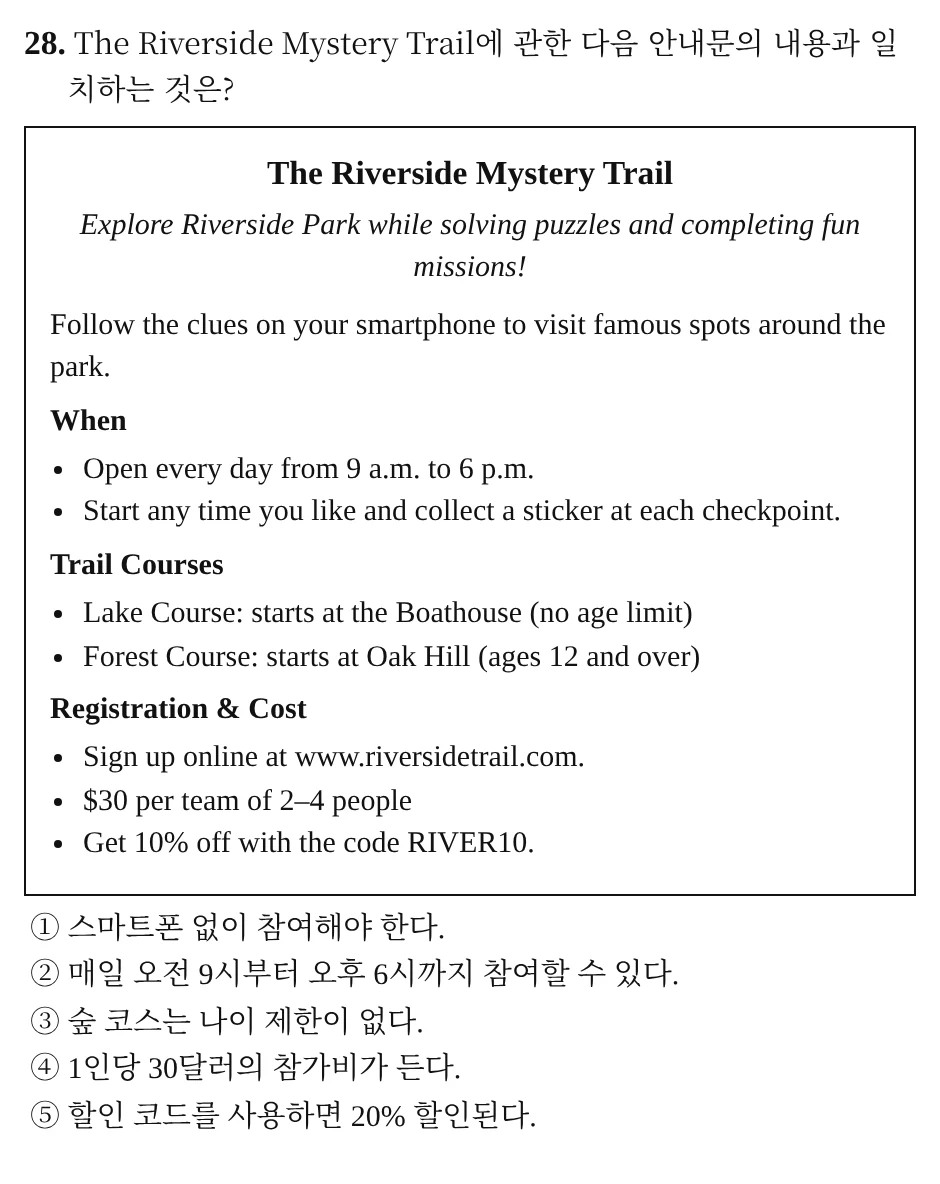 28. The Riverside Mystery Trail에 관한 다음 안내문의 내용과 일
치하는 것은?
The Riverside Mystery Trail
Explore Riverside Park while solving puzzles and completing fun
missions!
Follow the clues on your smartphone to visit famous spots around the
park.
When
• Open every day from 9 a.m. to 6 p.m.
• Start any time you like and collect a sticker at each checkpoint.
Trail Courses
• Lake Course: starts at the Boathouse (no age limit)
• Forest Course: starts at Oak Hill (ages 12 and over)
Registration & Cost
• Sign up online at www.riversidetrail.com.
• $30 per team of 2–4 people
• Get 10% off with the code RIVER10.
① 스마트폰 없이 참여해야 한다.
② 매일 오전 9시부터 오후 6시까지 참여할 수 있다.
③ 숲 코스는 나이 제한이 없다.
④ 1인당 30달러의 참가비가 든다.
⑤ 할인 코드를 사용하면 20% 할인된다.